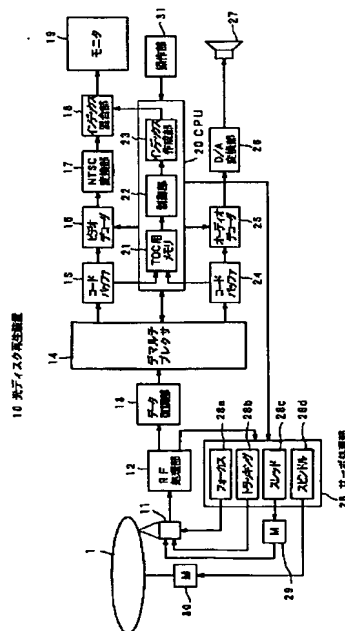 10 光ディスク再生装置
19
モニタ
18
インデックス
混合部
17
NTSC
変換部
16
ビデオ
デコーダ
15
コード
バッファ
31
操作部
23
インデックス
作成部
22
制御部
21
TOC用
メモリ
20 CPU
27
26
D/A
変換部
25
オーディオ
デコーダ
24
コード
バッファ
14
デマルチ
プレクサ
13
データ
復調部
12
RF
処理部
11
1
M
30
M
29
フォーカス
28a
トラッキング
28b
スレッド
28c
スピンドル
28d
28 サーボ処理部